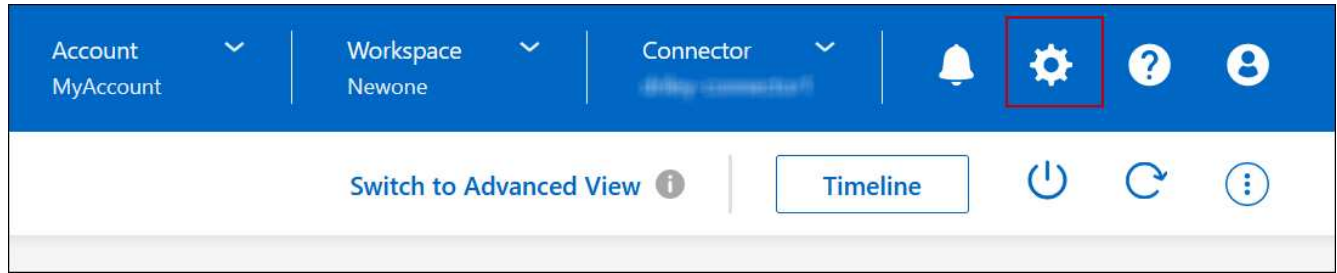 Account
MyAccount
Workspace
Newone
Connector
Switch to Advanced View
Timeline